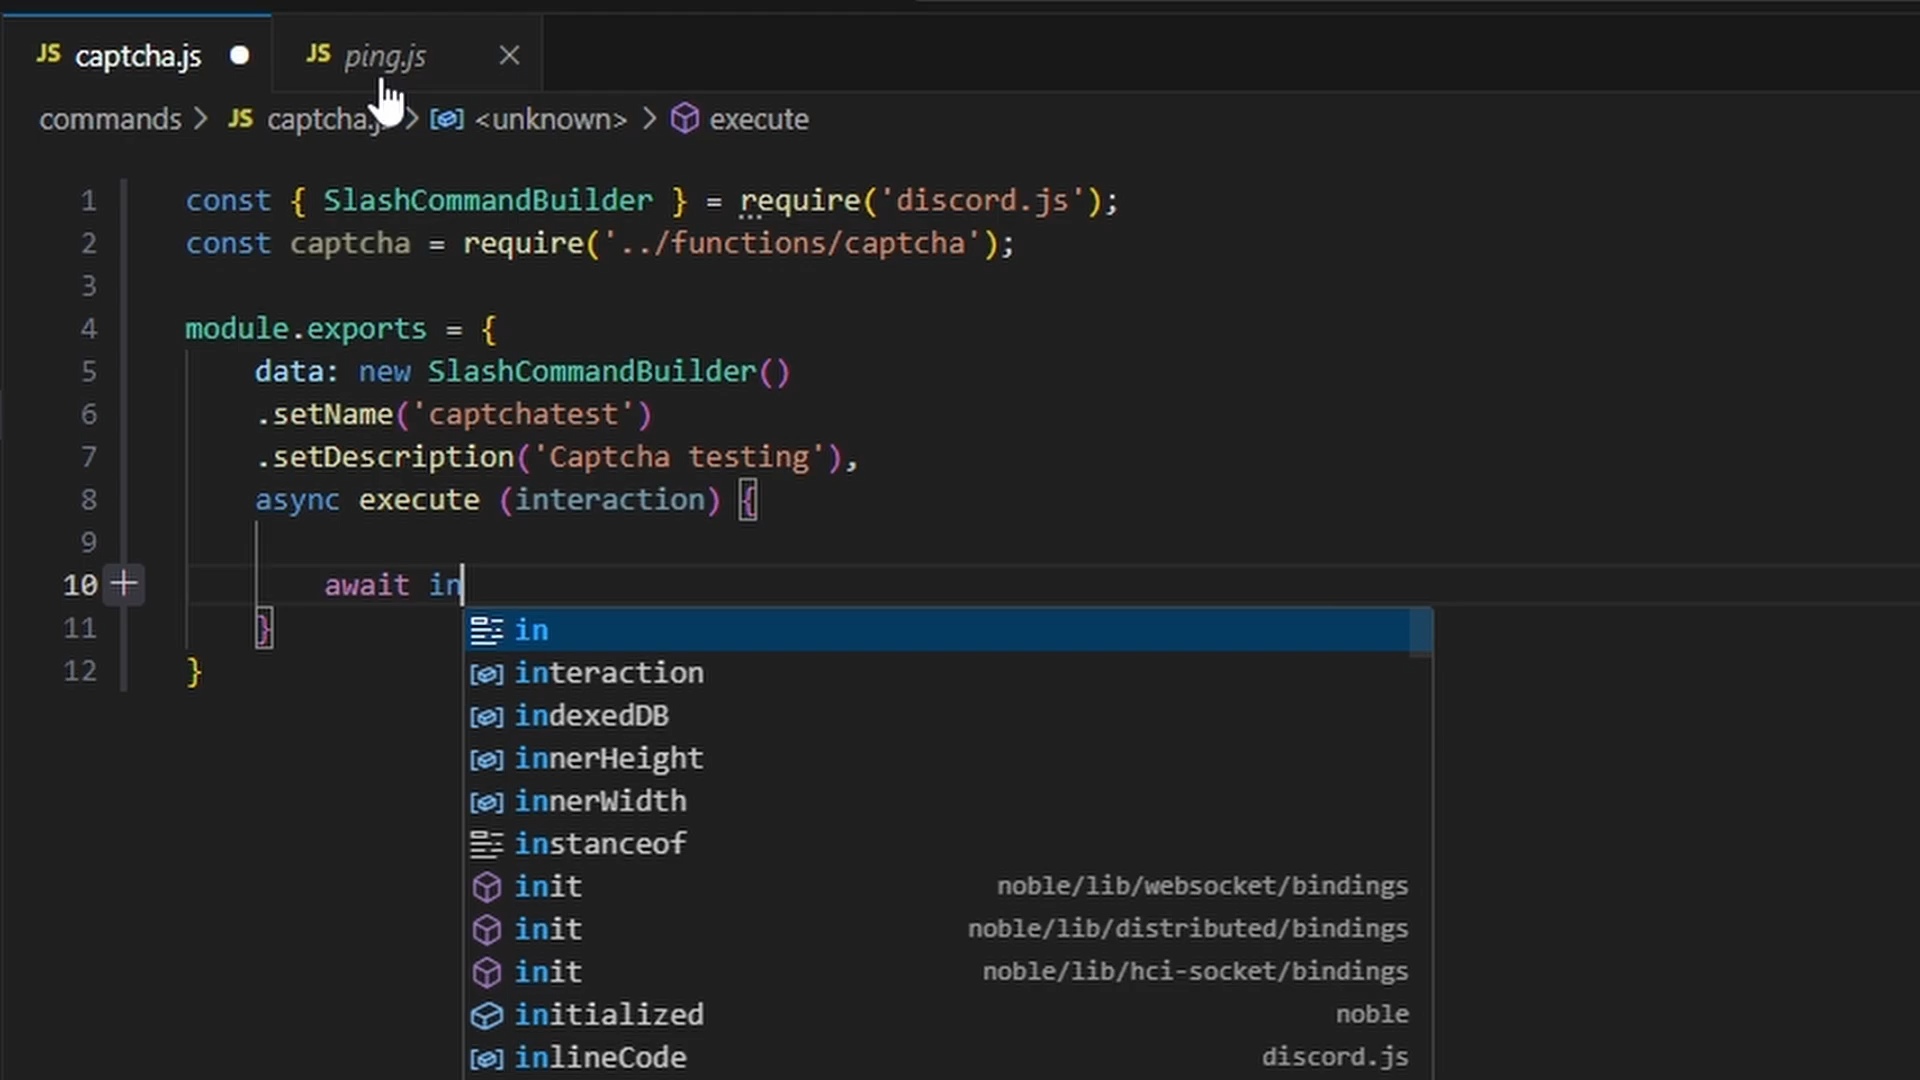 JS captcha.js JS ping.js
commands > JS captcha.j > <unknown> > execute
1 const { SlashCommandBuilder } = require('discord.js');
2 const captcha = require('../functions/captcha');
3
4 module.exports = {
5 data: new SlashCommandBuilder()
6 .setName('captchatest')
7 .setDescription('Captcha testing'),
8 async execute (interaction) {
9
10 await in
11 }
12 }
in
interaction
indexedDB
innerHeight
innerWidth
instanceof
init noble/lib/websocket/bindings
init noble/lib/distributed/bindings
init noble/lib/hci-socket/bindings
initialized noble
inlineCode discord.js